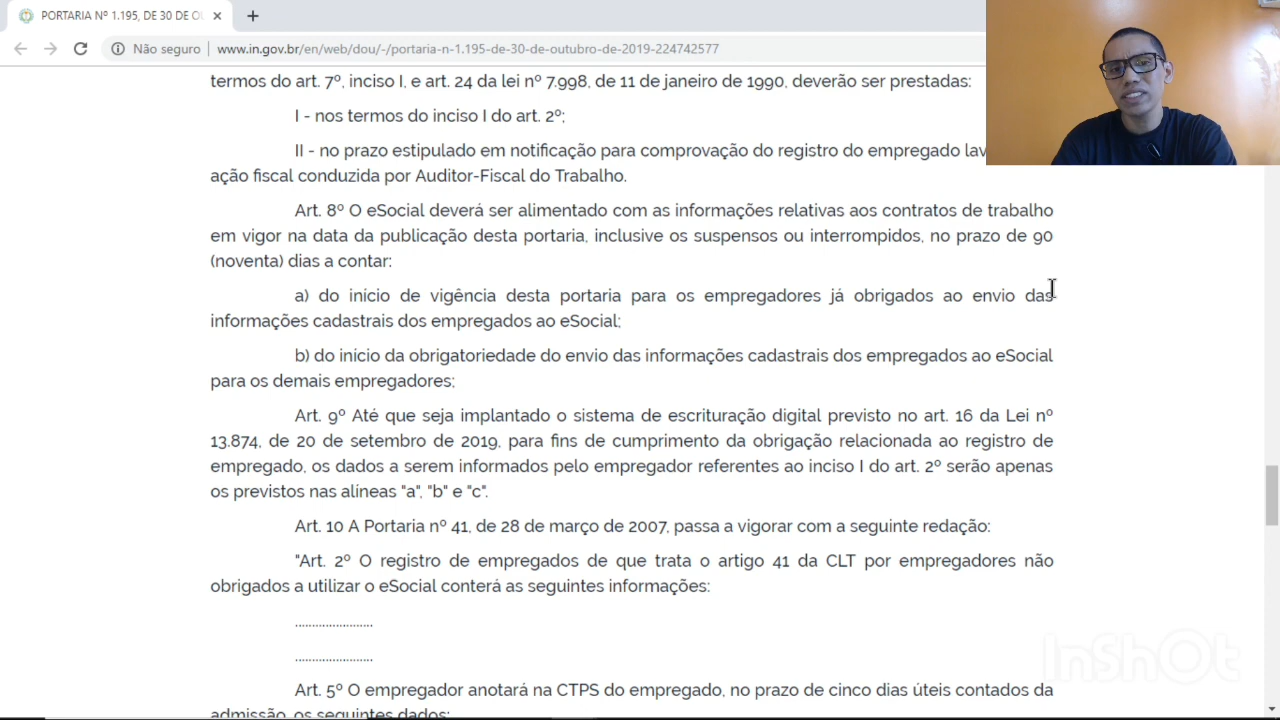 PORTARIA Nº 1.195, DE 30 DE O
Não seguro
www.in.gov.br/en/web/dou/-/portaria-n-1.195-de-30-de-outubro-de-2019-224742577
termos do art. 7º, inciso I, e art. 24 da lei nº 7.998, de 11 de janeiro de 1990, deverão ser prestadas:
I - nos termos do inciso I do art. 2º;
II - no prazo estipulado em notificação para comprovação do registro do empregado
ação fiscal conduzida por Auditor-Fiscal do Trabalho.
Art. 8º O eSocial deverá ser alimentado com as informações relativas aos contratos de trabalho
em vigor na data da publicação desta portaria, inclusive os suspensos ou interrompidos, no prazo de 90
(noventa) dias a contar:
a) do início de vigência desta portaria para os empregadores já obrigados ao envio das
informações cadastrais dos empregados ao eSocial;
b) do início da obrigatoriedade do envio das informações cadastrais dos empregados ao eSocial
para os demais empregadores;
Art. 9º Até que seja implantado o sistema de escrituração digital previsto no art. 16 da Lei nº
13.874, de 20 de setembro de 2019, para fins de cumprimento da obrigação relacionada ao registro de
empregado, os dados a serem informados pelo empregador referentes ao inciso I do art. 2º serão apenas
os previstos nas alíneas "a", "b" e "c".
Art. 10 A Portaria nº 41, de 28 de março de 2007, passa a vigorar com a seguinte redação:
"Art. 2º O registro de empregados de que trata o artigo 41 da CLT por empregadores não
obrigados a utilizar o eSocial conterá as seguintes informações:
.......................
.......................
Art. 5º O empregador anotará na CTPS do empregado, no prazo de cinco dias úteis contados da
admissão, os seguintes dados:
InShOt